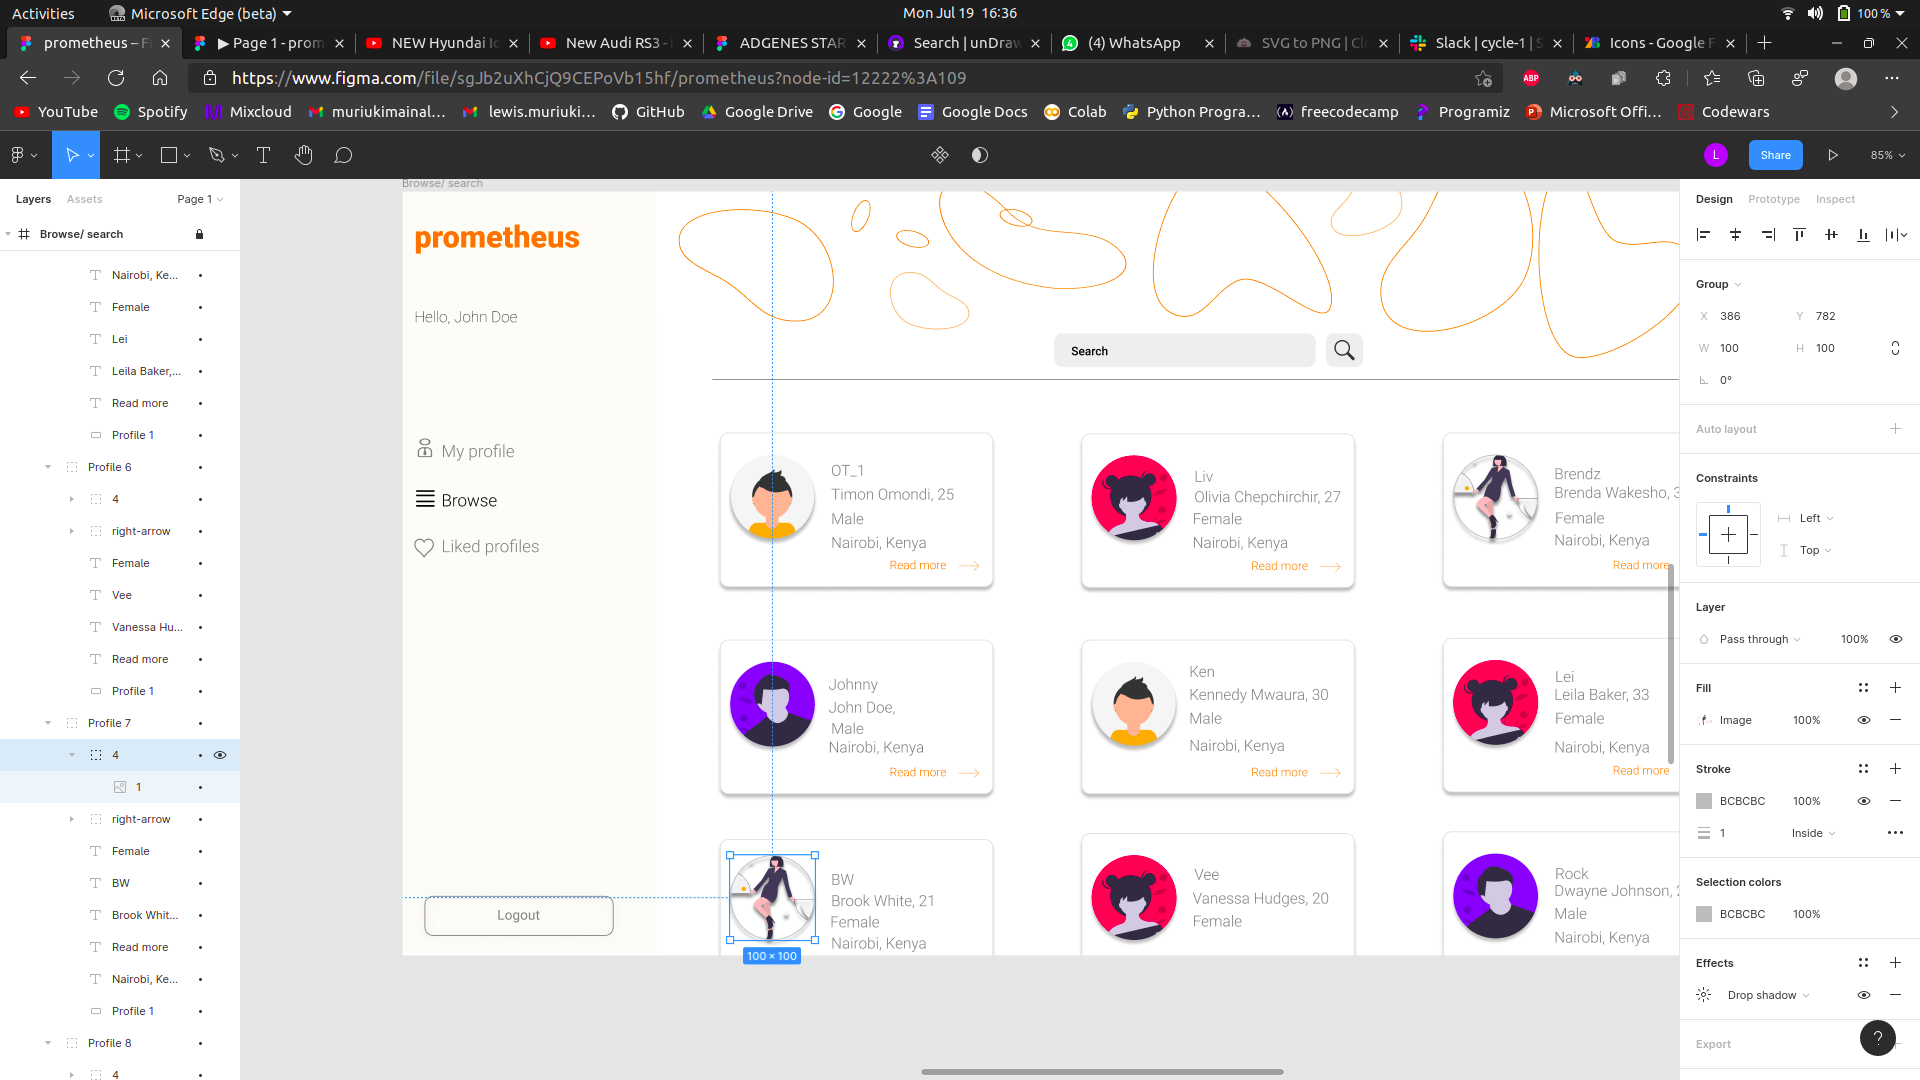 Activities
Microsoft Edge (beta)
Mon Jul 19 16:36
100 %
prometheus – F
▶ Page 1 - prom
NEW Hyundai Ic
New Audi RS3 -
ADGENES STAR
Search | unDraw
(4) WhatsApp
SVG to PNG | Cl
Slack | cycle-1 | S
Icons - Google F
https://www.figma.com/file/sgJb2uXhCjQ9CEPoVb15hf/prometheus?node-id=12222%3A109
ABP
YouTube
Spotify
Mixcloud
muriukimainal...
lewis.muriuki...
GitHub
Google Drive
Google
Google Docs
Colab
Python Progra...
freecodecamp
Programiz
Microsoft Offi...
Codewars
L
Share
85%
Layers
Assets
Page 1
Browse/ search
Nairobi, Ke...
Female
Lei
Leila Baker,...
Read more
Profile 1
Profile 6
4
right-arrow
Female
Vee
Vanessa Hu...
Read more
Profile 1
Profile 7
4
1
right-arrow
Female
BW
Brook Whit...
Read more
Nairobi, Ke...
Profile 1
Profile 8
4
Browse/ search
prometheus
Hello, John Doe
My profile
Browse
Liked profiles
Logout
Search
OT_1
Timon Omondi, 25
Male
Nairobi, Kenya
Read more
Liv
Olivia Chepchirchir, 27
Female
Nairobi, Kenya
Read more
Brendz
Brenda Wakesho, 3
Female
Nairobi, Kenya
Read more
Johnny
John Doe,
Male
Nairobi, Kenya
Read more
Ken
Kennedy Mwaura, 30
Male
Nairobi, Kenya
Read more
Lei
Leila Baker, 33
Female
Nairobi, Kenya
Read more
BW
Brook White, 21
Female
Nairobi, Kenya
100 × 100
Vee
Vanessa Hudges, 20
Female
Rock
Dwayne Johnson, 2
Male
Nairobi, Kenya
Design
Prototype
Inspect
Group
X 386
Y 782
W 100
H 100
0°
Auto layout
Constraints
Left
Top
Layer
Pass through
100%
Fill
Image
100%
Stroke
BCBCBC
100%
1
Inside
Selection colors
BCBCBC
100%
Effects
Drop shadow
Export
?